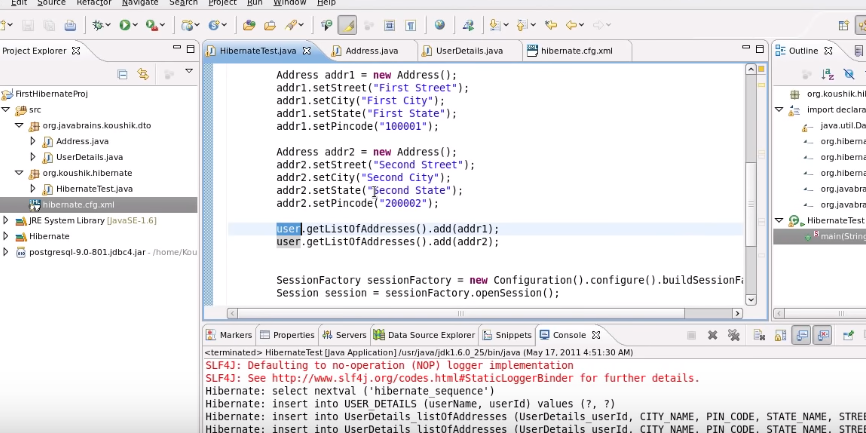 Edit Source Refactor Navigate Search Project Run Window Help
Project Explorer
HibernateTest.java
Address.java
UserDetails.java
hibernate.cfg.xml
Outline
FirstHibernateProj
src
org.javabrains.koushik.dto
Address.java
UserDetails.java
org.koushik.hibernate
HibernateTest.java
hibernate.cfg.xml
JRE System Library [JavaSE-1.6]
Hibernate
postgresql-9.0-801.jdbc4.jar - /home/Kou
Address addr1 = new Address();
addr1.setStreet("First Street");
addr1.setCity("First City");
addr1.setState("First State");
addr1.setPincode("100001");
Address addr2 = new Address();
addr2.setStreet("Second Street");
addr2.setCity("Second City");
addr2.setState("Second State");
addr2.setPincode("200002");
user.getListOfAddresses().add(addr1);
user.getListOfAddresses().add(addr2);
SessionFactory sessionFactory = new Configuration().configure().buildSessionFa
Session session = sessionFactory.openSession();
org.koushik.hi
import declara
java.util.Da
org.hiberna
org.hiberna
org.hiberna
org.javabra
org.javabra
HibernateTest
main(String
Markers
Properties
Servers
Data Source Explorer
Snippets
Console
<terminated> HibernateTest [Java Application] /usr/java/jdk1.6.0_25/bin/java (May 17, 2011 4:51:30 AM)
SLF4J: Defaulting to no-operation (NOP) logger implementation
SLF4J: See http://www.slf4j.org/codes.html#StaticLoggerBinder for further details.
Hibernate: select nextval ('hibernate_sequence')
Hibernate: insert into USER_DETAILS (userName, userId) values (?, ?)
Hibernate: insert into UserDetails_listOfAddresses (UserDetails_userId, CITY_NAME, PIN_CODE, STATE_NAME, STREE
Hibernate: insert into UserDetails_listOfAddresses (UserDetails_userId, CITY_NAME, PIN_CODE, STATE_NAME, STREE